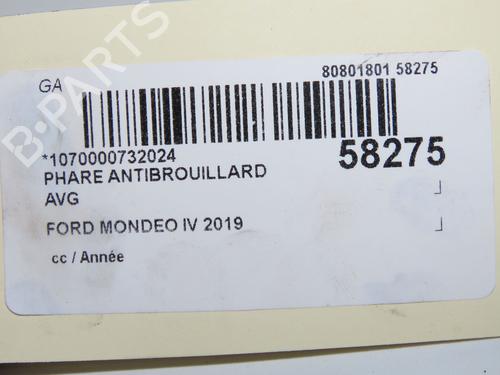 B-PARTS
GA
80801801 58275
*1070000732024
58275
PHARE ANTIBROUILLARD
AVG
FORD MONDEO IV 2019
cc / Année